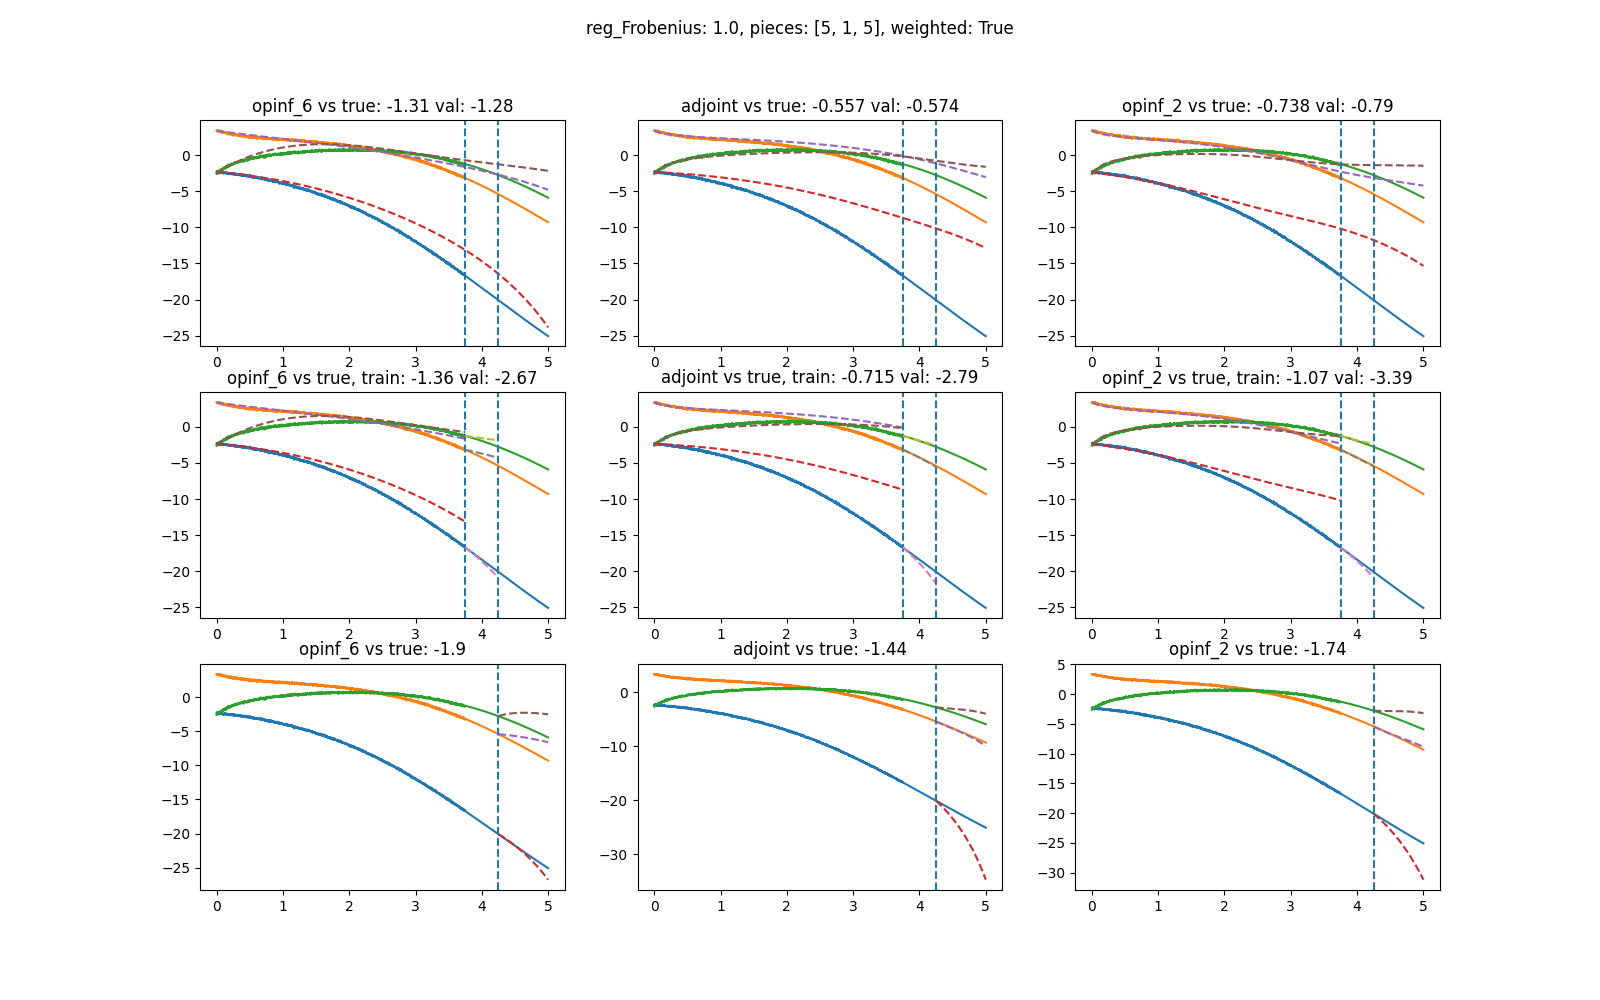 reg_Frobenius: 1.0, pieces: [5, 1, 5], weighted: True
opinf_6 vs true: -1.31 val: -1.28
0
−5
−10
−15
−20
−25
0 1 2 3 4 5
adjoint vs true: -0.557 val: -0.574
0
−5
−10
−15
−20
−25
0 1 2 3 4 5
opinf_2 vs true: -0.738 val: -0.79
0
−5
−10
−15
−20
−25
0 1 2 3 4 5
opinf_6 vs true, train: -1.36 val: -2.67
0
−5
−10
−15
−20
−25
0 1 2 3 4 5
adjoint vs true, train: -0.715 val: -2.79
0
−5
−10
−15
−20
−25
0 1 2 3 4 5
opinf_2 vs true, train: -1.07 val: -3.39
0
−5
−10
−15
−20
−25
0 1 2 3 4 5
opinf_6 vs true: -1.9
0
−5
−10
−15
−20
−25
0 1 2 3 4 5
adjoint vs true: -1.44
0
−10
−20
−30
0 1 2 3 4 5
opinf_2 vs true: -1.74
5
0
−5
−10
−15
−20
−25
−30
0 1 2 3 4 5